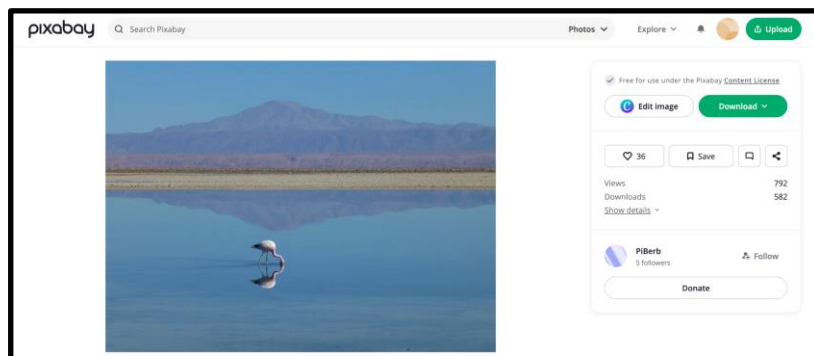 pixabay Search Pixabay Photos Explore Upload
Free for use under the Pixabay Content License
Edit image Download
36 Save
Views 792
Downloads 582
Show details
PiBerb Follow
5 followers
Donate